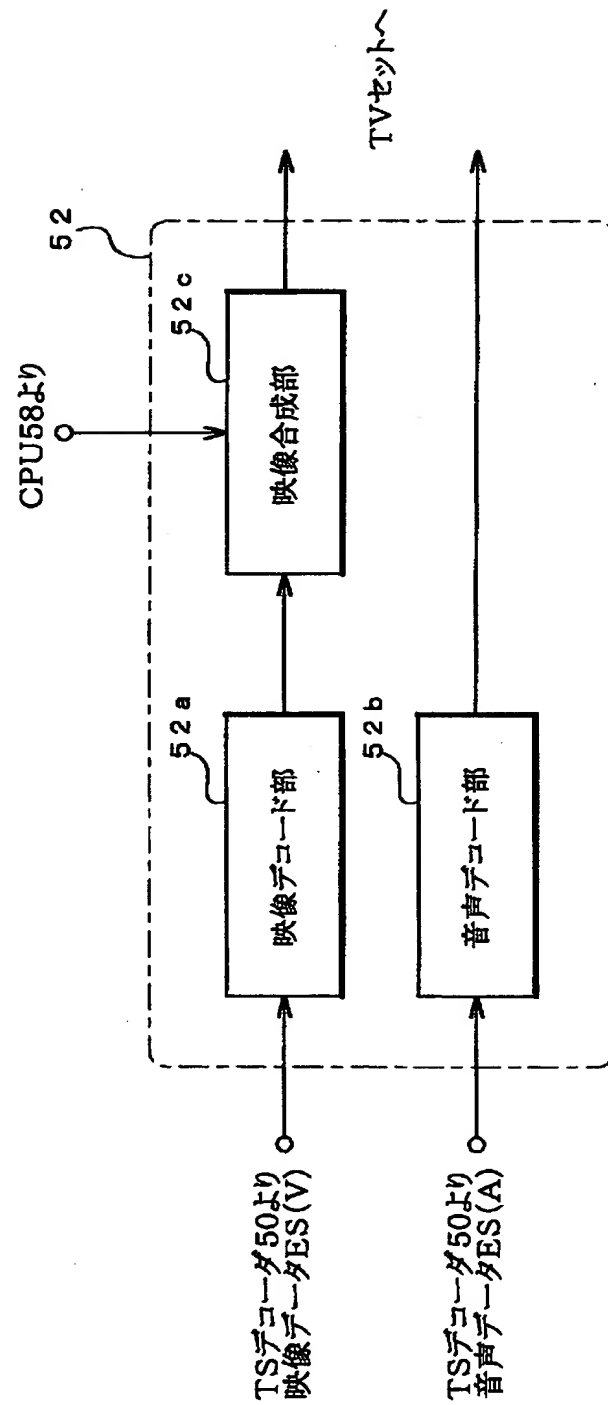 CPU58より
52
52a
映像デコード部
52c
映像合成部
TSデコーダ50より
映像データES(V)
TVセットへ
52b
音声デコード部
TSデコーダ50より
音声データES(A)